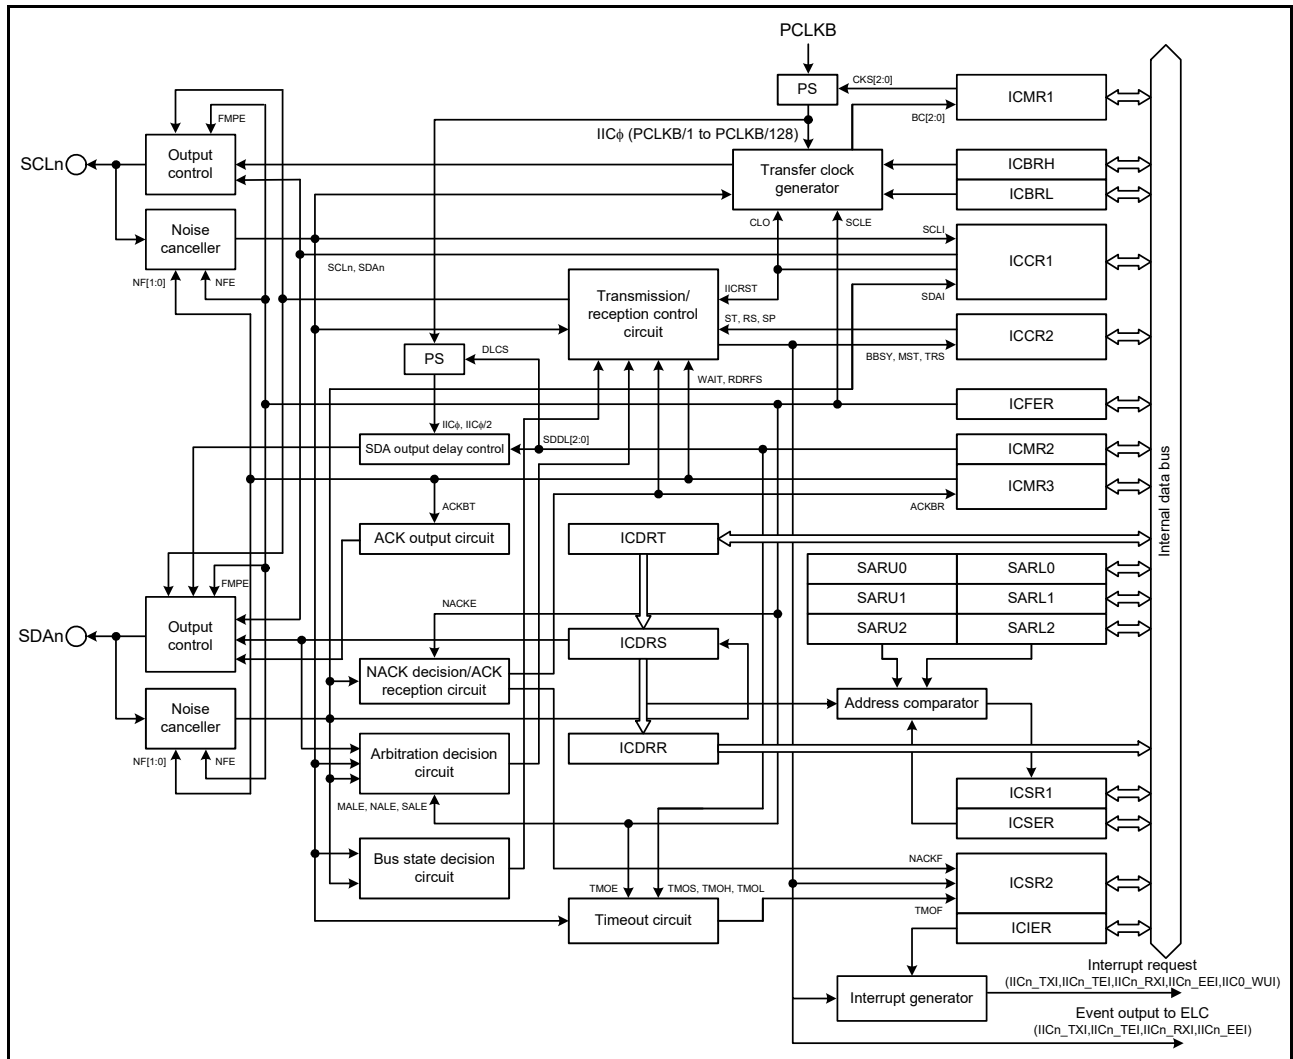 PCLKB
PS
CKS[2:0]
ICMR1
BC[2:0]
FMPE
IICϕ (PCLKB/1 to PCLKB/128)
SCLn
Output
control
Transfer clock
generator
ICBRH
ICBRL
Noise
canceller
CLO
SCLE
SCLI
ICCR1
SCLn, SDAn
NF[1:0]
NFE
IICRST
SDAI
Transmission/
reception control
circuit
ST, RS, SP
ICCR2
BBSY, MST, TRS
PS
DLCS
WAIT, RDRFS
ICFER
IICϕ, IICϕ/2
SDA output delay control
SDDL[2:0]
ICMR2
ICMR3
ACKBT
ACKBR
Internal data bus
ACK output circuit
ICDRT
SARU0
SARL0
SARU1
SARL1
SARU2
SARL2
FMPE
NACKE
SDAn
Output
control
ICDRS
NACK decision/ACK
reception circuit
Address comparator
Noise
canceller
NF[1:0]
NFE
Arbitration decision
circuit
ICDRR
MALE, NALE, SALE
ICSR1
ICSER
Bus state decision
circuit
NACKF
ICSR2
TMOE
TMOS, TMOH, TMOL
TMOF
Timeout circuit
ICIER
Interrupt generator
Interrupt request
(IICn_TXI,IICn_TEI,IICn_RXI,IICn_EEI,IIC0_WUI)
Event output to ELC
(IICn_TXI,IICn_TEI,IICn_RXI,IICn_EEI)